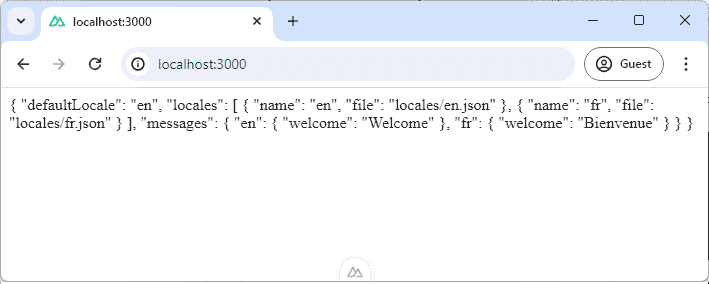 localhost:3000
localhost:3000
Guest
{ "defaultLocale": "en", "locales": [ { "name": "en", "file": "locales/en.json" }, { "name": "fr", "file":
"locales/fr.json" } ], "messages": { "en": { "welcome": "Welcome" }, "fr": { "welcome": "Bienvenue" } } }